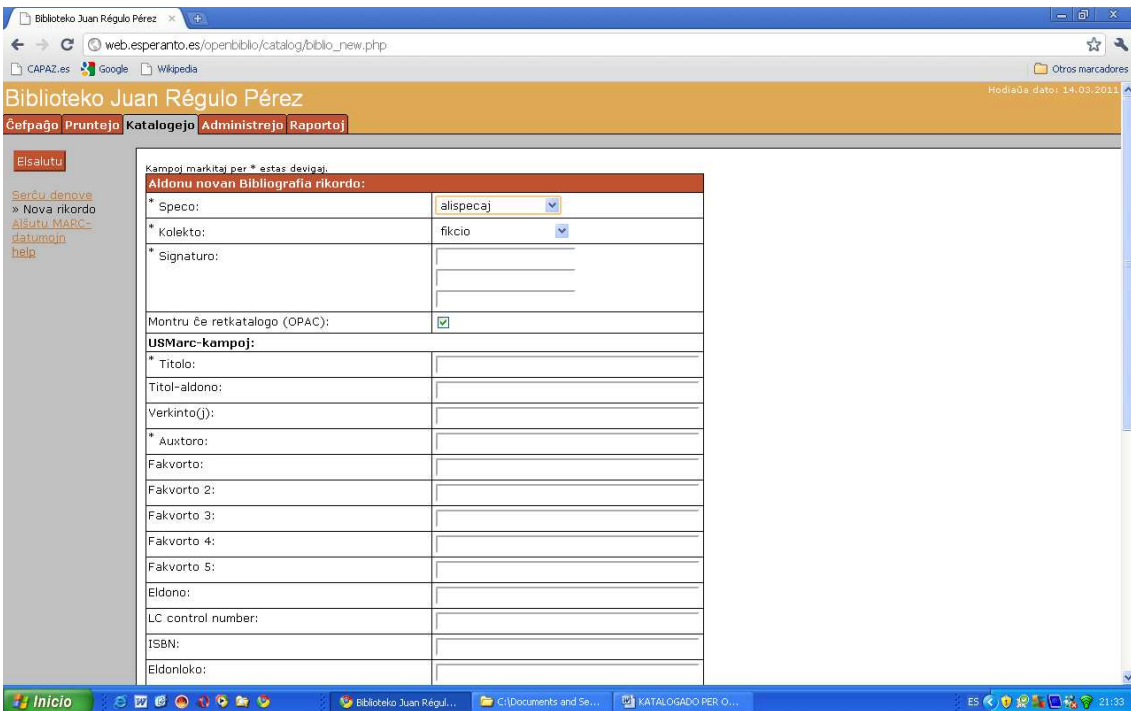 Biblioteko Juan Régulo Pérez
web.esperanto.es/openbiblio/catalog/biblio_new.php
CAPAZ.es Google Wikipedia Otros marcadores
Biblioteko Juan Régulo Pérez
Hodiaŭa dato: 14.03.2011
Ĉefpaĝo Pruntejo Katalogejo Administrejo Raportoj
Elsalutu
Serĉu denove
» Nova rikordo
Alŝutu MARC-
datumojn
help
Kampoj markitaj per * estas devigaj.
Aldonu novan Bibliografia rikordo:
* Speco: alispecaj
* Kolekto: fikcio
* Signaturo:
Montru ĉe retkatalogo (OPAC):
USMarc-kampoj:
* Titolo:
Titol-aldono:
Verkinto(j):
* Auxtoro:
Fakvorto:
Fakvorto 2:
Fakvorto 3:
Fakvorto 4:
Fakvorto 5:
Eldono:
LC control number:
ISBN:
Eldonloko:
Inicio Biblioteko Juan Régul... C:\Documents and Se... KATALOGADO PER O... ES 21:33